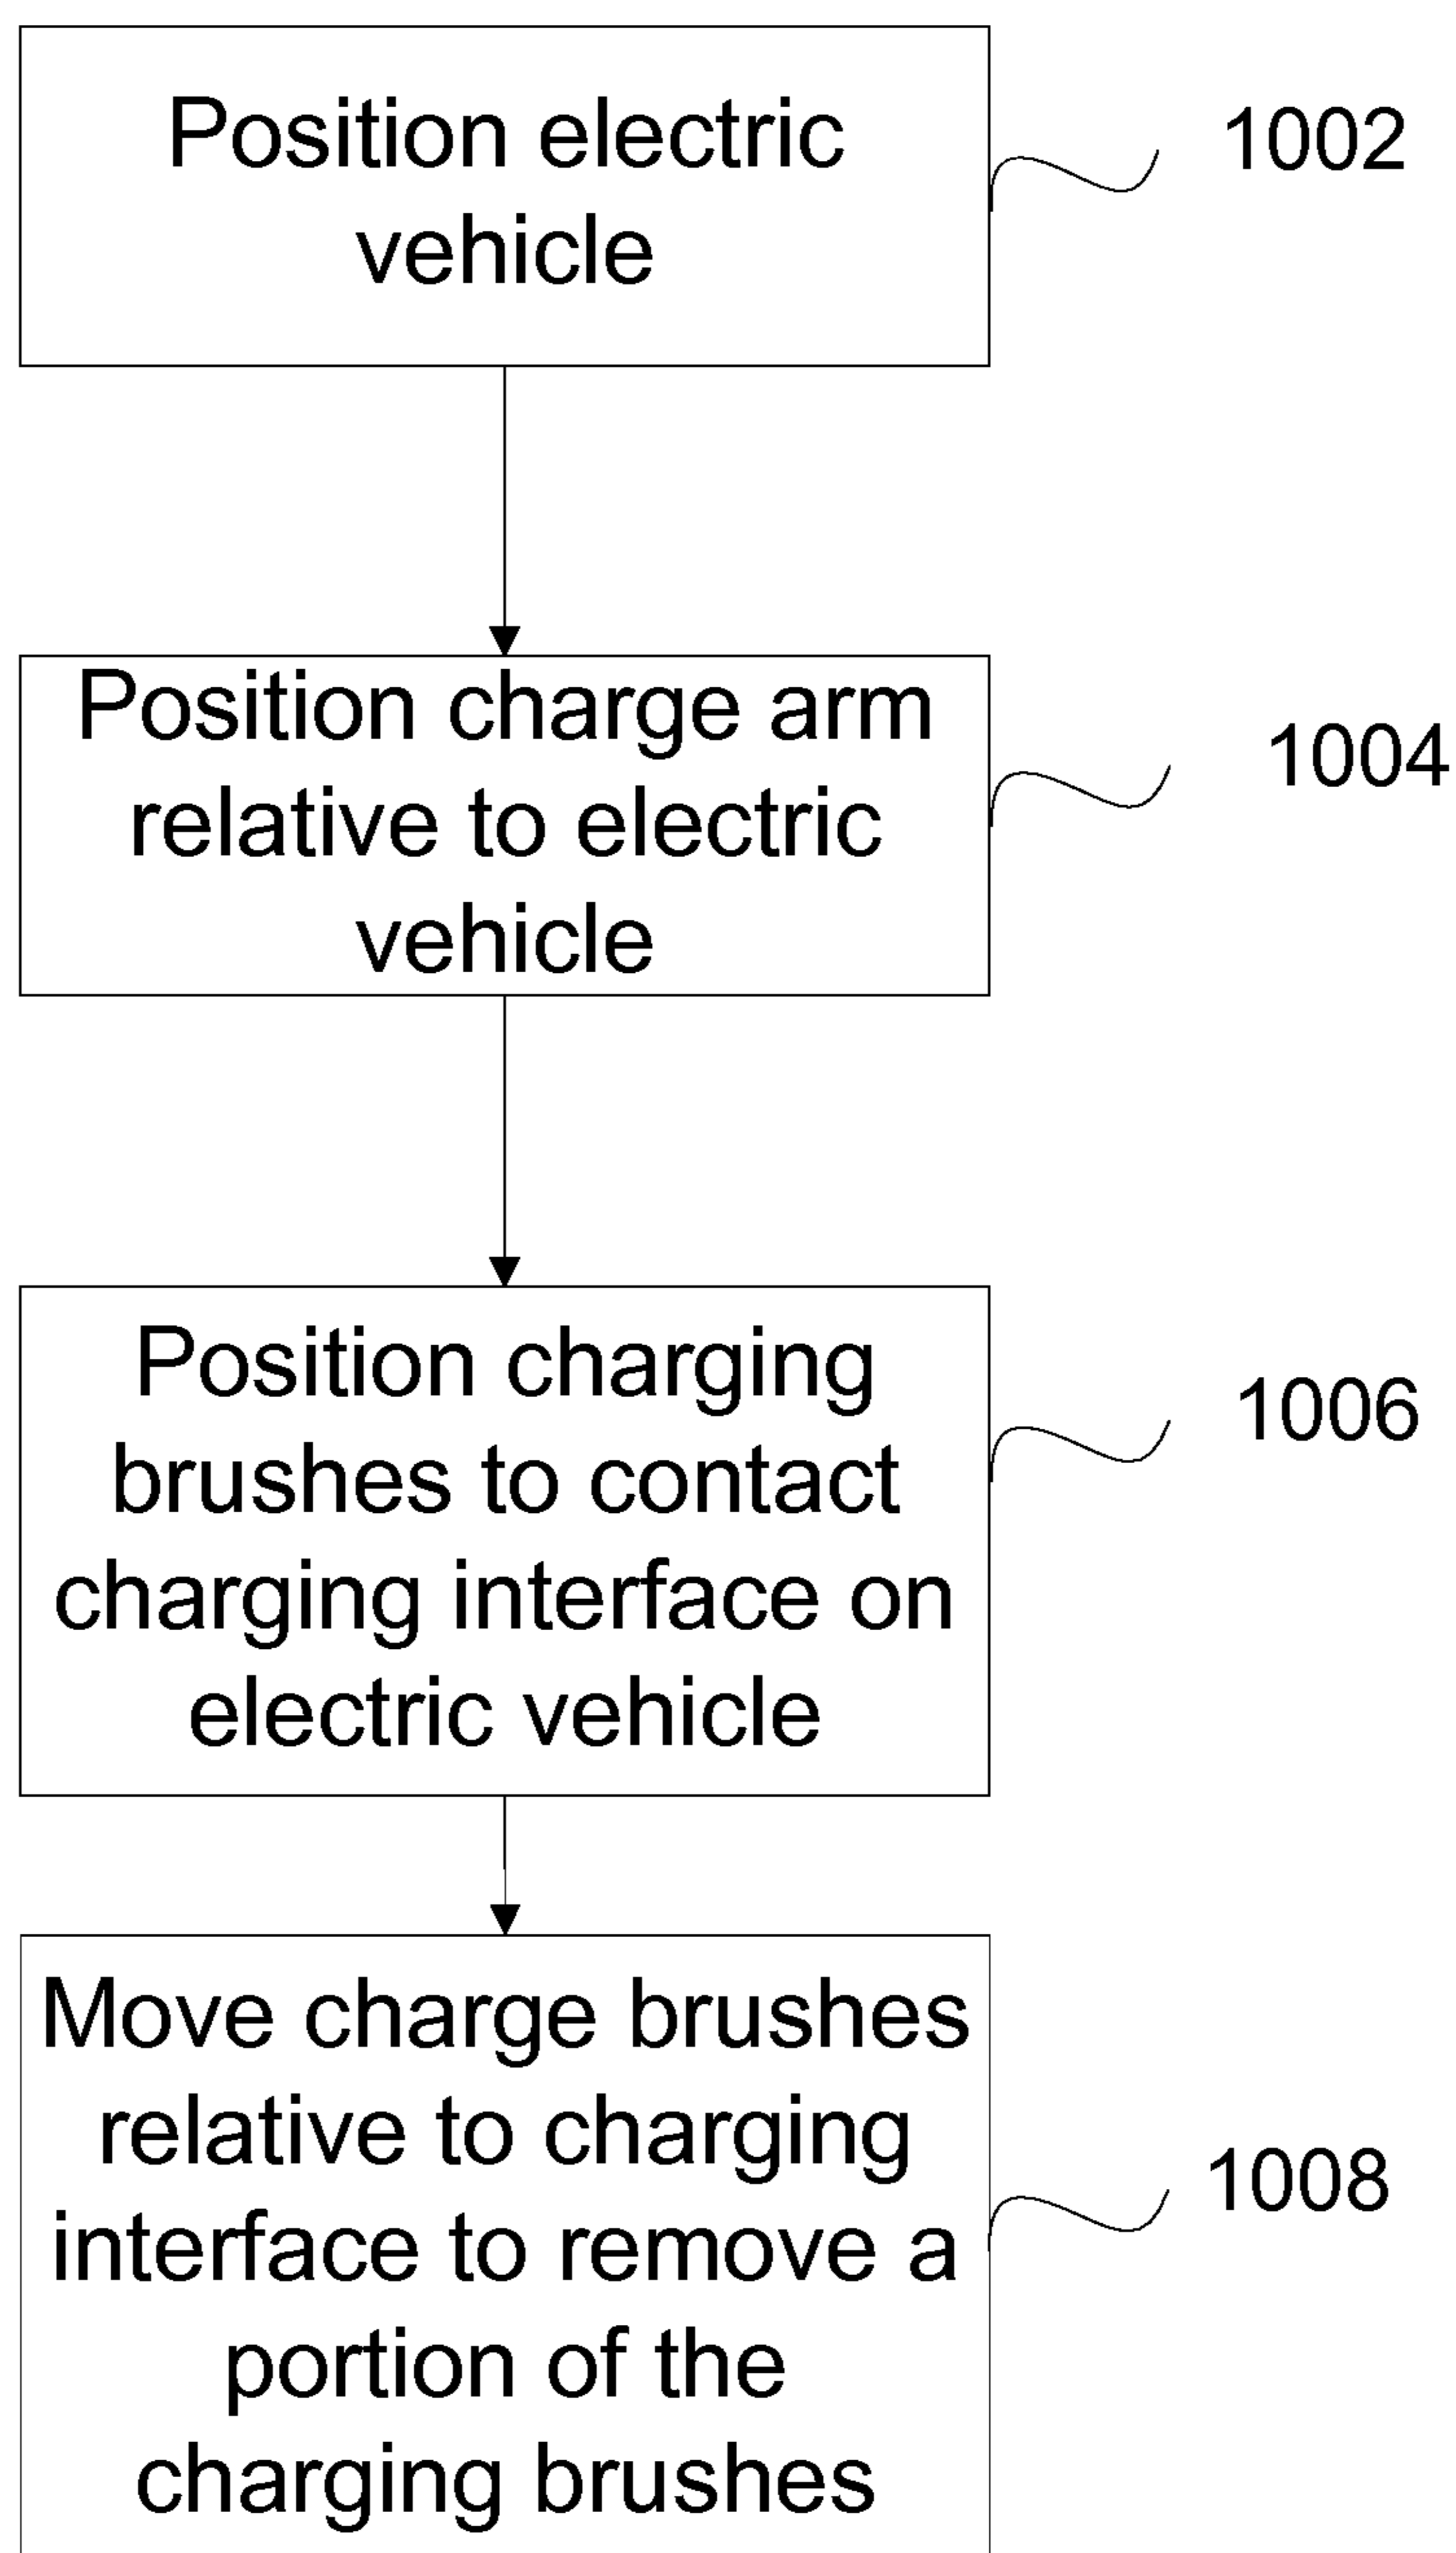 Position electric
vehicle
1002
Position charge arm
relative to electric
vehicle
1004
Position charging
brushes to contact
charging interface on
electric vehicle
1006
Move charge brushes
relative to charging
interface to remove a
portion of the
charging brushes
1008